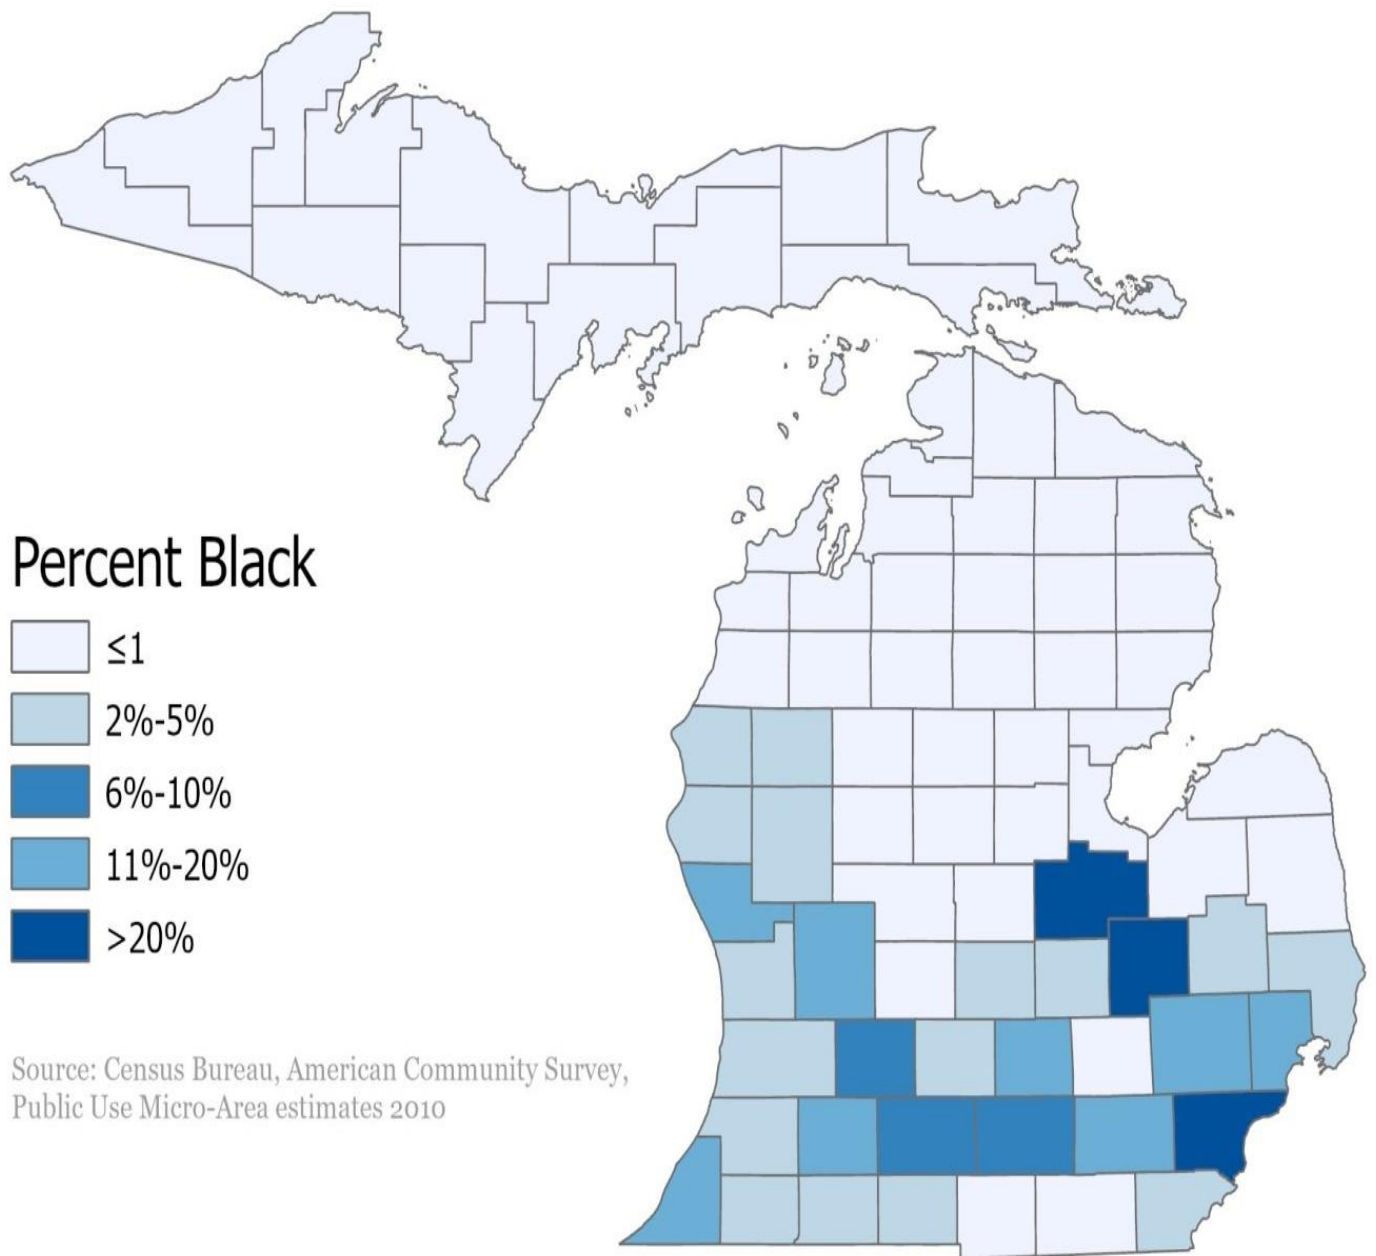 Percent Black
≤1
2%-5%
6%-10%
11%-20%
>20%
Source: Census Bureau, American Community Survey,
Public Use Micro-Area estimates 2010